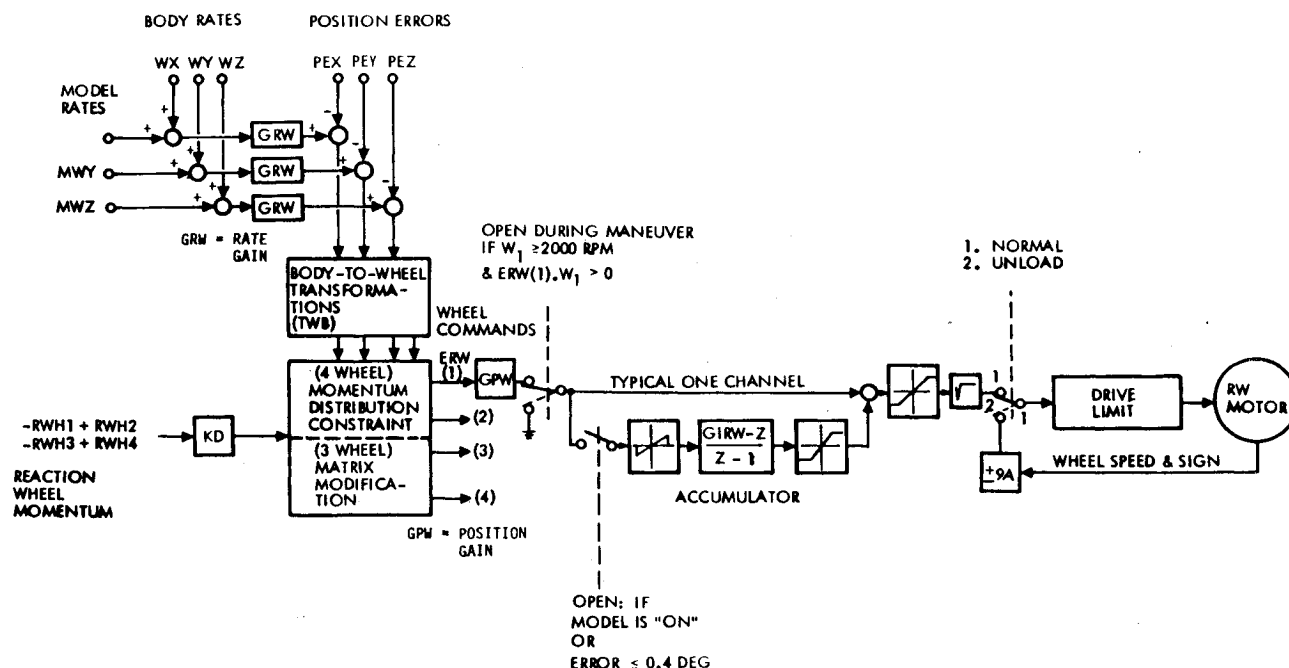 BODY RATES
POSITION ERRORS
WX WY WZ
PEX PEY PEZ
MODEL
RATES
+
-
+
GRW
+
+
-
MWY
+
GRW
+
+
-
MWZ
+
GRW
+
GRW = RATE
GAIN
OPEN DURING MANEUVER
IF W1 ≥2000 RPM
& ERW(1).W1 > 0
1. NORMAL
2. UNLOAD
BODY-TO-WHEEL
TRANSFORMA-
TIONS
(TWB)
WHEEL
COMMANDS
ERW
(1)
GPW
(4 WHEEL)
MOMENTUM
DISTRIBUTION
CONSTRAINT
(2)
(3 WHEEL)
MATRIX
MODIFICA-
TION
(3)
(4)
-RWH1 + RWH2
-RWH3 + RWH4
KD
REACTION
WHEEL
MOMENTUM
GPW = POSITION
GAIN
TYPICAL ONE CHANNEL
GIRW-Z
Z - 1
ACCUMULATOR
√
1
2
1
DRIVE
LIMIT
RW
MOTOR
WHEEL SPEED & SIGN
±9A
OPEN: IF
MODEL IS "ON"
OR
ERROR ≤ 0.4 DEG